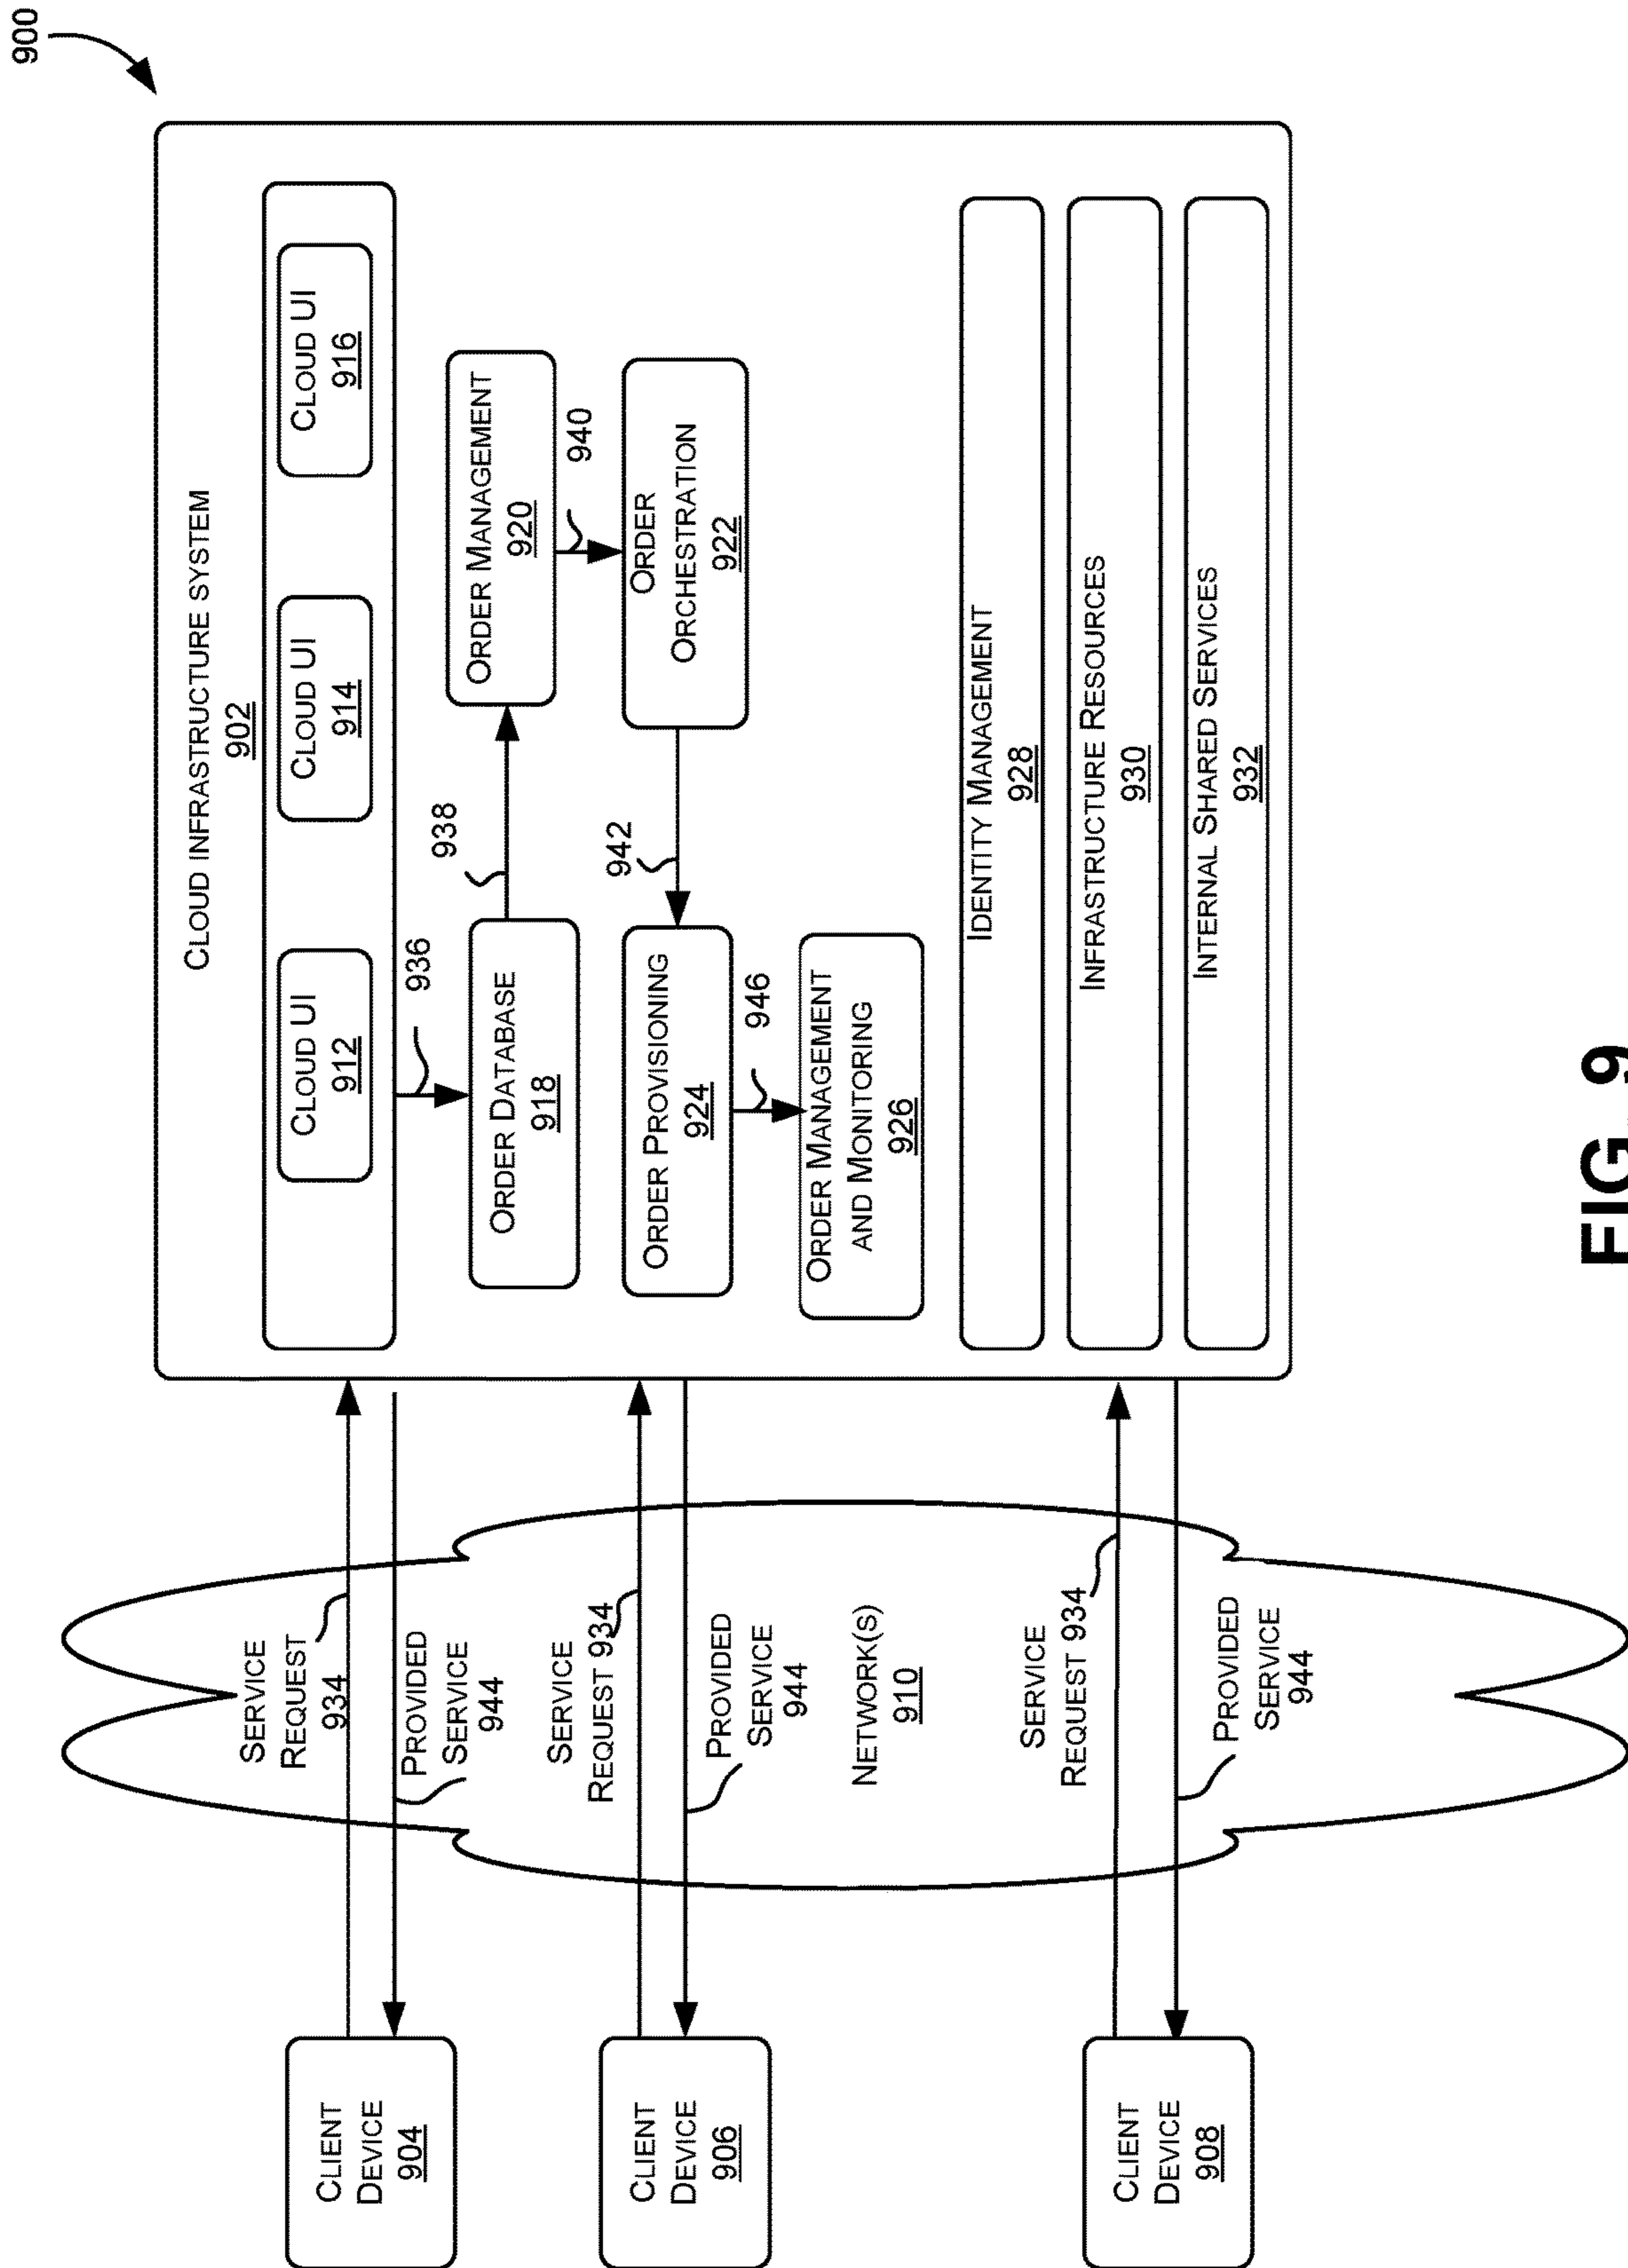 900
CLOUD INFRASTRUCTURE SYSTEM
902
CLOUD UI
912
CLOUD UI
914
CLOUD UI
916
936
ORDER DATABASE
918
938
ORDER MANAGEMENT
920
940
ORDER
ORCHESTRATION
922
942
ORDER PROVISIONING
924
946
ORDER MANAGEMENT
AND MONITORING
926
IDENTITY MANAGEMENT
928
INFRASTRUCTURE RESOURCES
930
INTERNAL SHARED SERVICES
932
SERVICE
REQUEST
934
PROVIDED
SERVICE
944
SERVICE
REQUEST 934
PROVIDED
SERVICE
944
NETWORK(S)
910
SERVICE
REQUEST 934
PROVIDED
SERVICE
944
CLIENT
DEVICE
904
CLIENT
DEVICE
906
CLIENT
DEVICE
908
FIG. 9